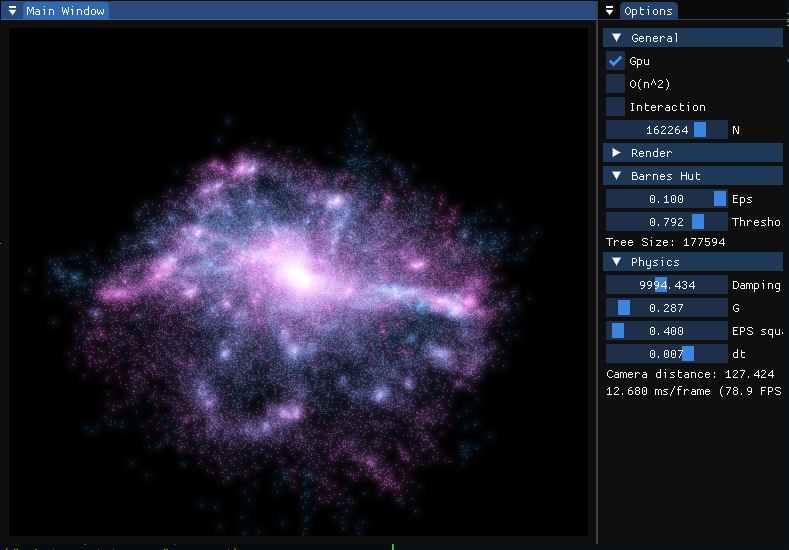 Main Window
Options
General
Gpu
O(n^2)
Interaction
162264 N
Render
Barnes Hut
0.100 Eps
0.792 Thresho
Tree Size: 177594
Physics
9994.434 Damping
0.287 G
0.400 EPS squ
0.007 dt
Camera distance: 127.424
12.680 ms/frame (78.9 FPS